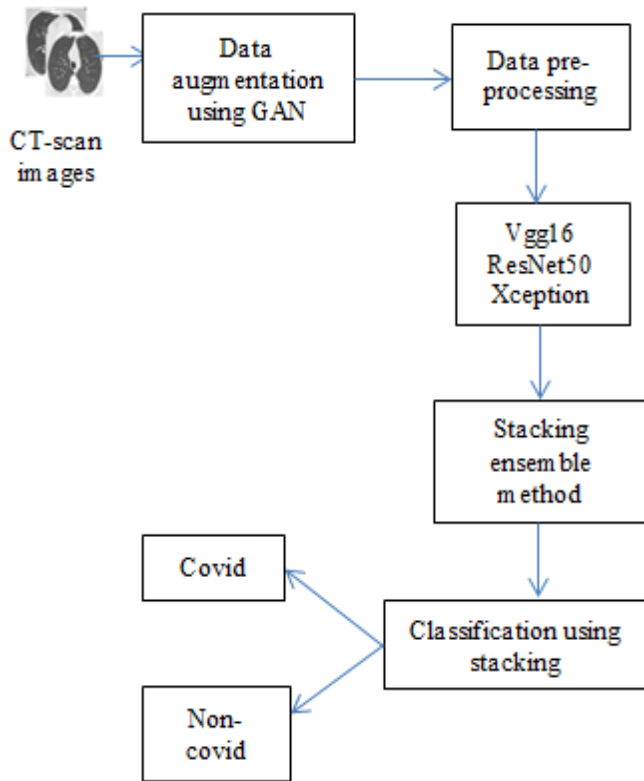 CT-scan
images
Data
augmentation
using GAN
Data pre-
processing
Vgg16
ResNet50
Xception
Stacking
ensemble
method
Classification using
stacking
Covid
Non-
covid